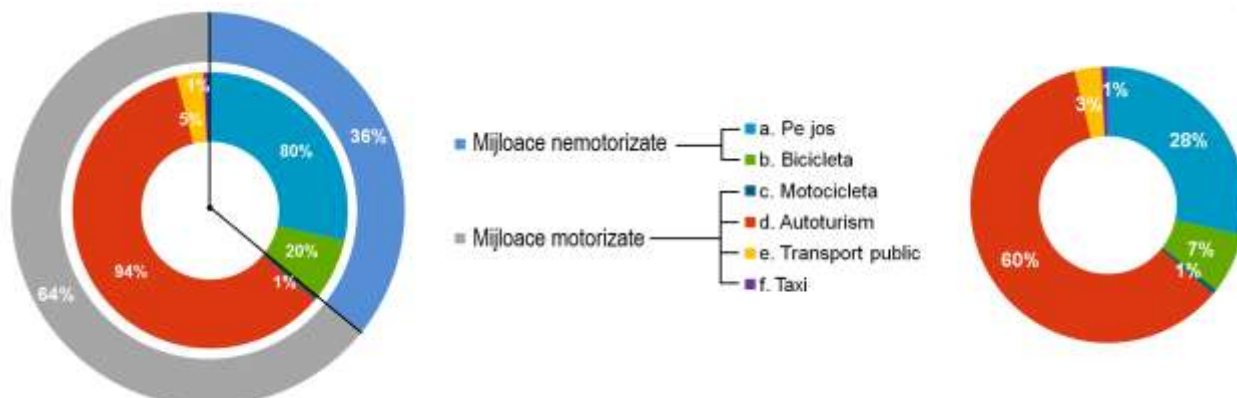 1%
5%
80%
36%
20%
1%
94%
64%
Mijloace nemotorizate
a. Pe jos
b. Bicicleta
Mijloace motorizate
c. Motocicleta
d. Autoturism
e. Transport public
f. Taxi
1%
3%
28%
7%
1%
60%